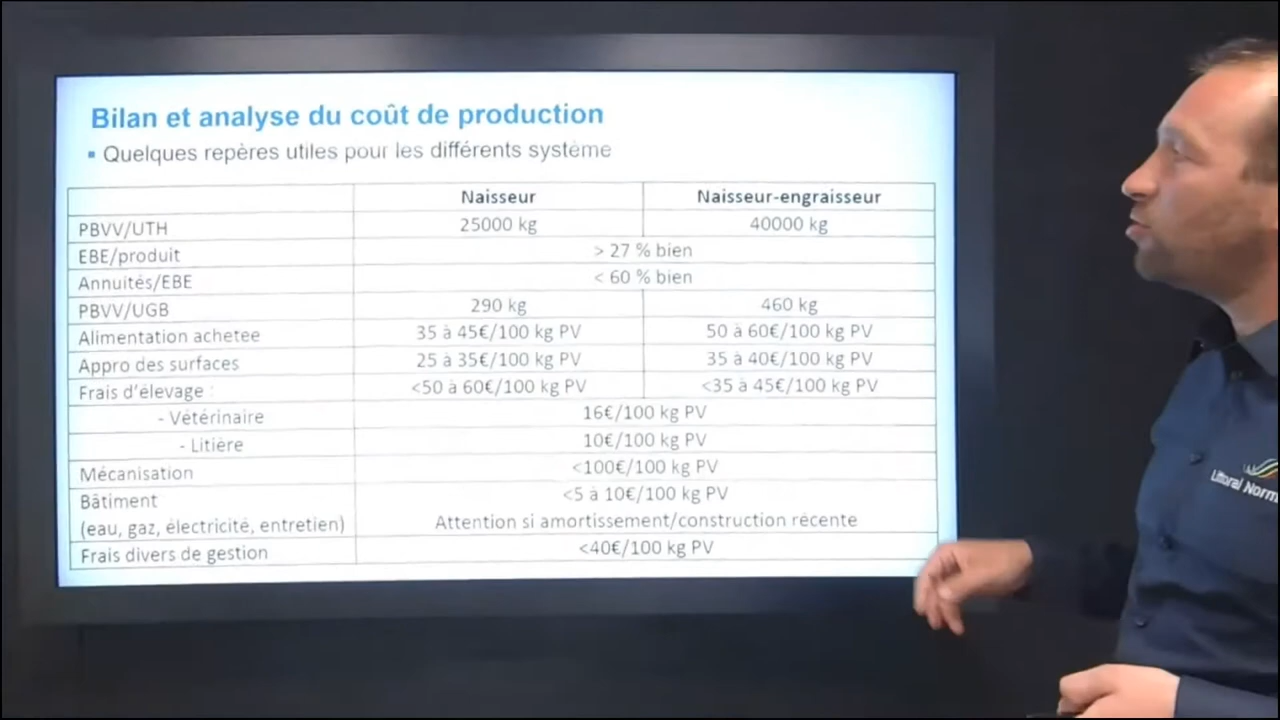 Bilan et analyse du coût de production
▪ Quelques repères utiles pour les différents système
Naisseur Naisseur-engraisseur
PBVV/UTH 25000 kg 40000 kg
EBE/produit > 27 % bien
Annuités/EBE < 60 % bien
PBVV/UGB 290 kg 460 kg
Alimentation achetee 35 à 45€/100 kg PV 50 à 60€/100 kg PV
Appro des surfaces 25 à 35€/100 kg PV 35 à 40€/100 kg PV
Frais d'élevage : <50 à 60€/100 kg PV <35 à 45€/100 kg PV
- Vétérinaire 16€/100 kg PV
- Litière 10€/100 kg PV
Mécanisation <100€/100 kg PV
Bâtiment <5 à 10€/100 kg PV
(eau, gaz, électricité, entretien) Attention si amortissement/construction récente
Frais divers de gestion <40€/100 kg PV
Littoral Norm